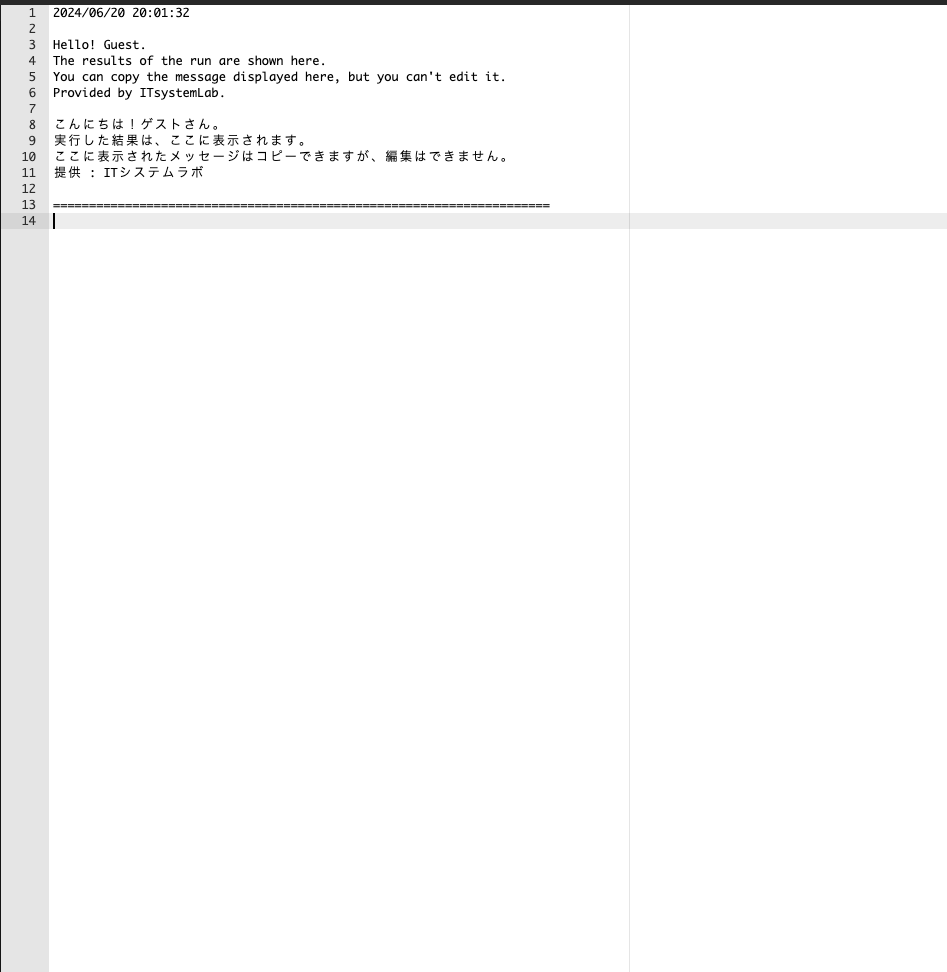 1 2024/06/20 20:01:32
2
3 Hello! Guest.
4 The results of the run are shown here.
5 You can copy the message displayed here, but you can't edit it.
6 Provided by ITsystemLab.
7
8 こんにちは！ゲストさん。
9 実行した結果は、ここに表示されます。
10 ここに表示されたメッセージはコピーできますが、編集はできません。
11 提供 : ITシステムラボ
12
13 =====================================================================
14